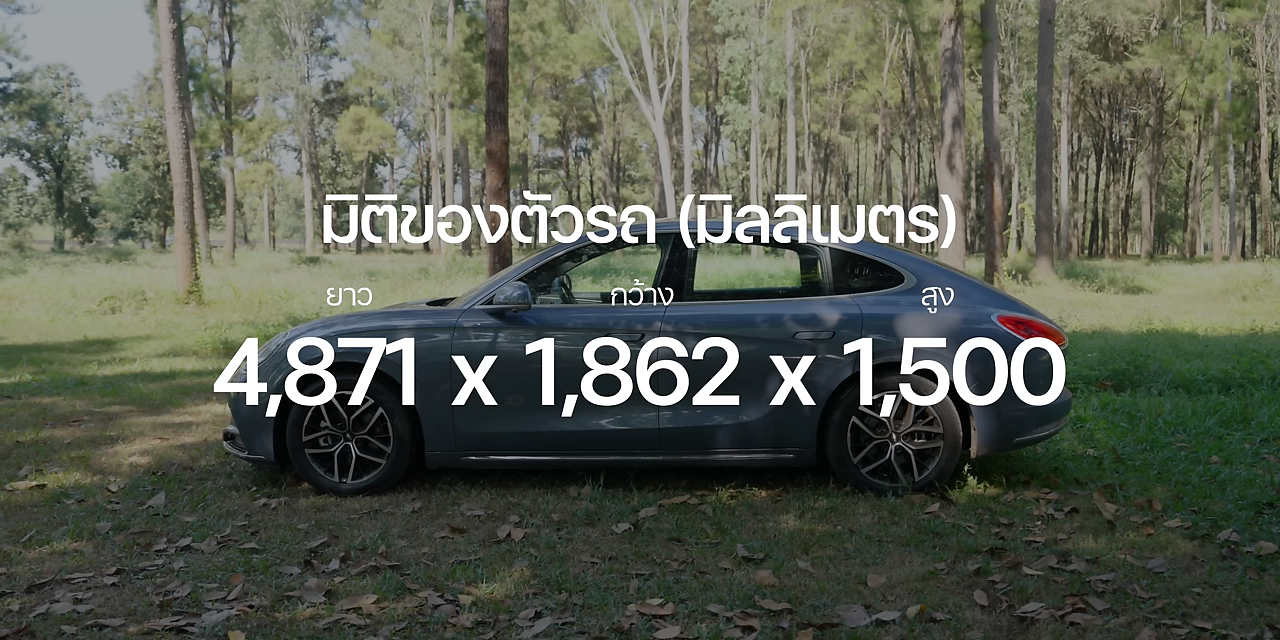 มิติของตัวรถ (มิลลิเมตร)
ยาว กว้าง สูง
4,871 x 1,862 x 1,500